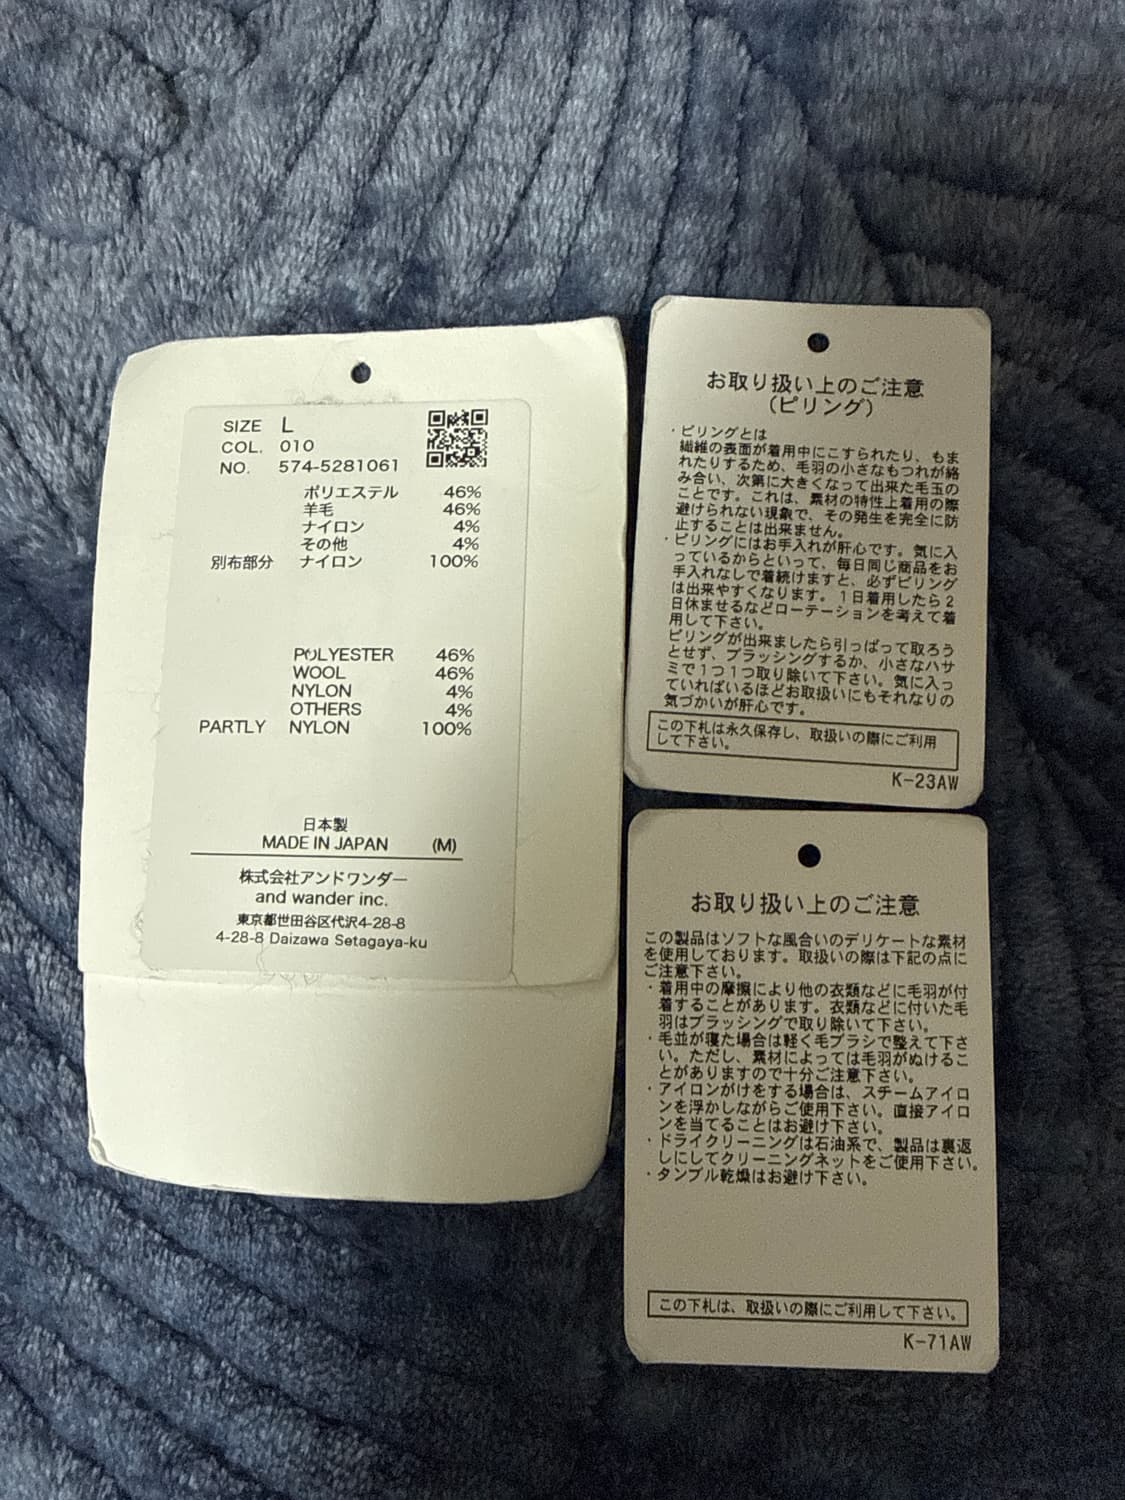 SIZE L
COL. 010
NO. 574-5281061
ポリエステル 46%
羊毛 46%
ナイロン 4%
その他 4%
別布部分 ナイロン 100%
POLYESTER 46%
WOOL 46%
NYLON 4%
OTHERS 4%
PARTLY NYLON 100%
日本製
MADE IN JAPAN (M)
株式会社アンドワンダー
and wander inc.
東京都世田谷区代沢4-28-8
4-28-8 Daizawa Setagaya-ku
お取り扱い上のご注意
(ピリング)
・ピリングとは
繊維の表面が着用中にこすられたり、もま
れたりするため、毛羽の小さなもつれが絡
み合い、次第に大きくなって出来た毛玉の
ことです。これは、素材の特性上着用の際
避けられない現象で、その発生を完全に防
止することは出来ません。
・ピリングにはお手入れが肝心です。気に入
っているからといって、毎日同じ商品をお
手入れなしで着続けますと、必ずピリング
は出来やすくなります。1日着用したら2
日休ませるなどローテーションを考えて着
用して下さい。
ピリングが出来ましたら引っぱって取ろう
とせず、ブラッシングするか、小さなハサ
ミで1つ1つ取り除いて下さい。気に入っ
ていればいるほどお取扱いにもそれなりの
気づかいが肝心です。
この下札は永久保存し、取扱いの際にご利用
して下さい。
K-23AW
お取り扱い上のご注意
この製品はソフトな風合いのデリケートな素材
を使用しております。取扱いの際は下記の点に
ご注意下さい。
・着用中の摩擦により他の衣類などに毛羽が付
着することがあります。衣類などに付いた毛
羽はブラッシングで取り除いて下さい。
・毛並が寝た場合は軽く毛ブラシで整えて下さ
い。ただし、素材によっては毛羽がぬけるこ
とがありますので十分ご注意下さい。
・アイロンがけをする場合は、スチームアイロ
ンを浮かしながらご使用下さい。直接アイロ
ンを当てることはお避け下さい。
・ドライクリーニングは石油系で、製品は裏返
しにしてクリーニングネットをご使用下さい。
・タンブル乾燥はお避け下さい。
この下札は、取扱いの際にご利用して下さい。
K-71AW